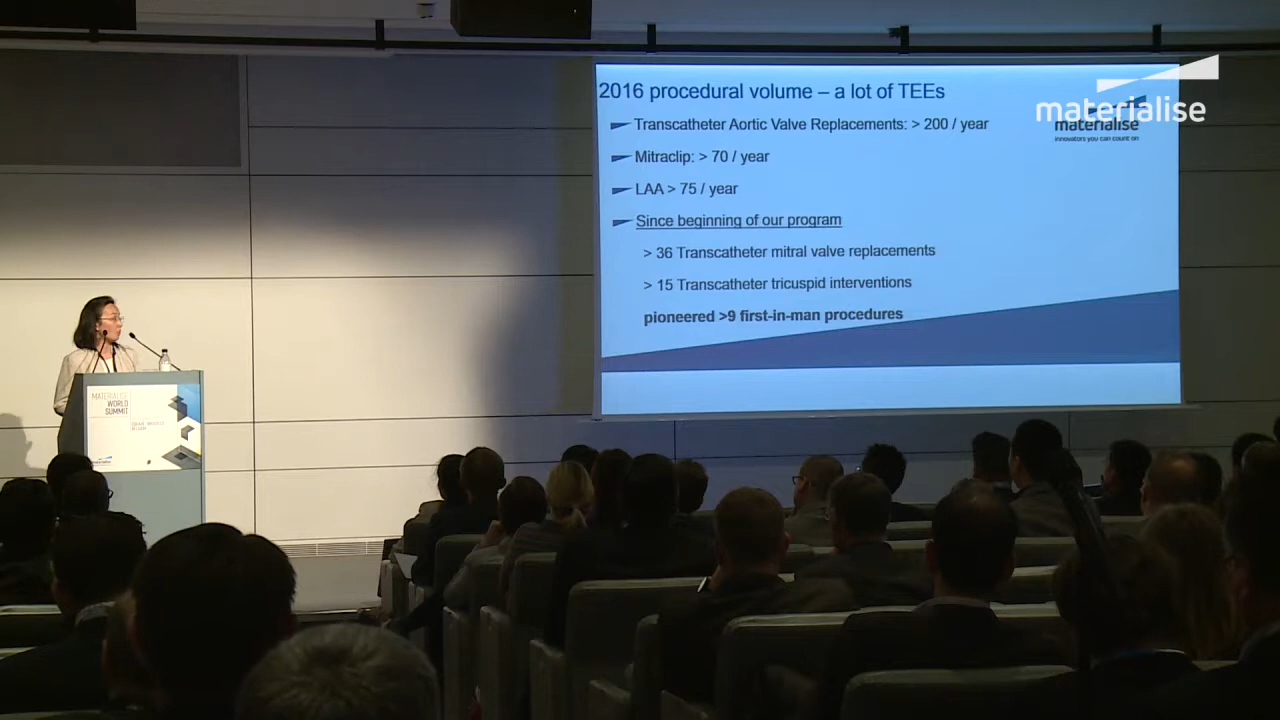 2016 procedural volume – a lot of TEEs
Transcatheter Aortic Valve Replacements: > 200 / year
Mitraclip: > 70 / year
LAA > 75 / year
Since beginning of our program
> 36 Transcatheter mitral valve replacements
> 15 Transcatheter tricuspid interventions
pioneered >9 first-in-man procedures
materialise
materialise
innovators you can count on
MATERIALISE
WORLD
SUMMIT